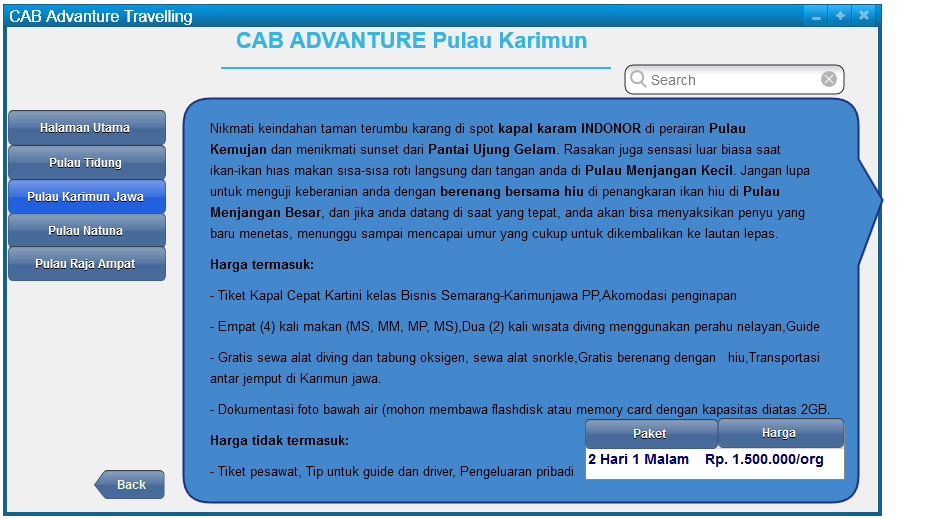 CAB Advanture Travelling
CAB ADVANTURE Pulau Karimun
Search
Halaman Utama
Pulau Tidung
Pulau Karimun Jawa
Pulau Natuna
Pulau Raja Ampat
Back
Nikmati keindahan taman terumbu karang di spot kapal karam INDONOR di perairan Pulau
Kemujan dan menikmati sunset dari Pantai Ujung Gelam. Rasakan juga sensasi luar biasa saat
ikan-ikan hias makan sisa-sisa roti langsung dari tangan anda di Pulau Menjangan Kecil. Jangan lupa
untuk menguji keberanian anda dengan berenang bersama hiu di penangkaran ikan hiu di Pulau
Menjangan Besar, dan jika anda datang di saat yang tepat, anda akan bisa menyaksikan penyu yang
baru menetas, menunggu sampai mencapai umur yang cukup untuk dikembalikan ke lautan lepas.
Harga termasuk:
- Tiket Kapal Cepat Kartini kelas Bisnis Semarang-Karimunjawa PP,Akomodasi penginapan
- Empat (4) kali makan (MS, MM, MP, MS),Dua (2) kali wisata diving menggunakan perahu nelayan,Guide
- Gratis sewa alat diving dan tabung oksigen, sewa alat snorkle,Gratis berenang dengan hiu,Transportasi
antar jemput di Karimun jawa.
- Dokumentasi foto bawah air (mohon membawa flashdisk atau memory card dengan kapasitas diatas 2GB.
Harga tidak termasuk:
- Tiket pesawat, Tip untuk guide dan driver, Pengeluaran pribadi
Paket Harga
2 Hari 1 Malam Rp. 1.500.000/org